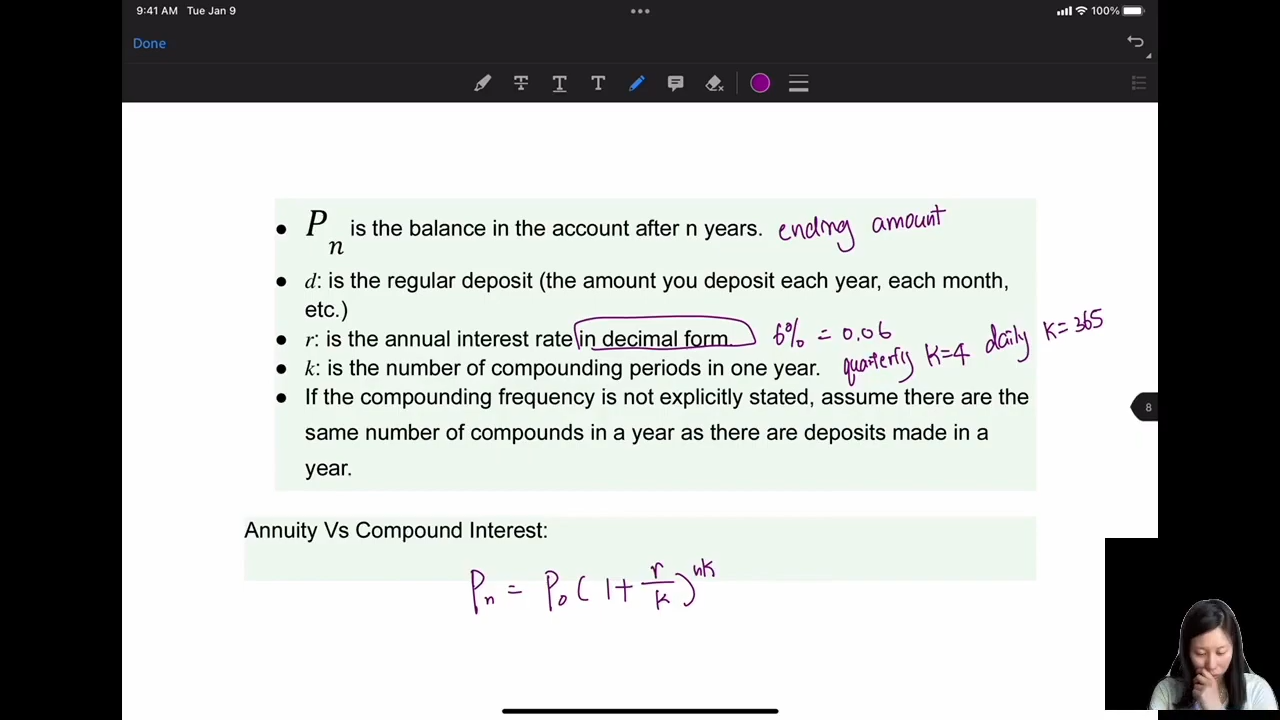 9:41 AM Tue Jan 9
100%
Done
Pₙ is the balance in the account after n years. ending amount
d: is the regular deposit (the amount you deposit each year, each month,
etc.)
r: is the annual interest rate in decimal form. 6% = 0.06
k: is the number of compounding periods in one year. quarterly k=4 daily k=365
If the compounding frequency is not explicitly stated, assume there are the
same number of compounds in a year as there are deposits made in a
year.
8
Annuity Vs Compound Interest:
Pₙ = P₀(1+r/k)ⁿᵏ